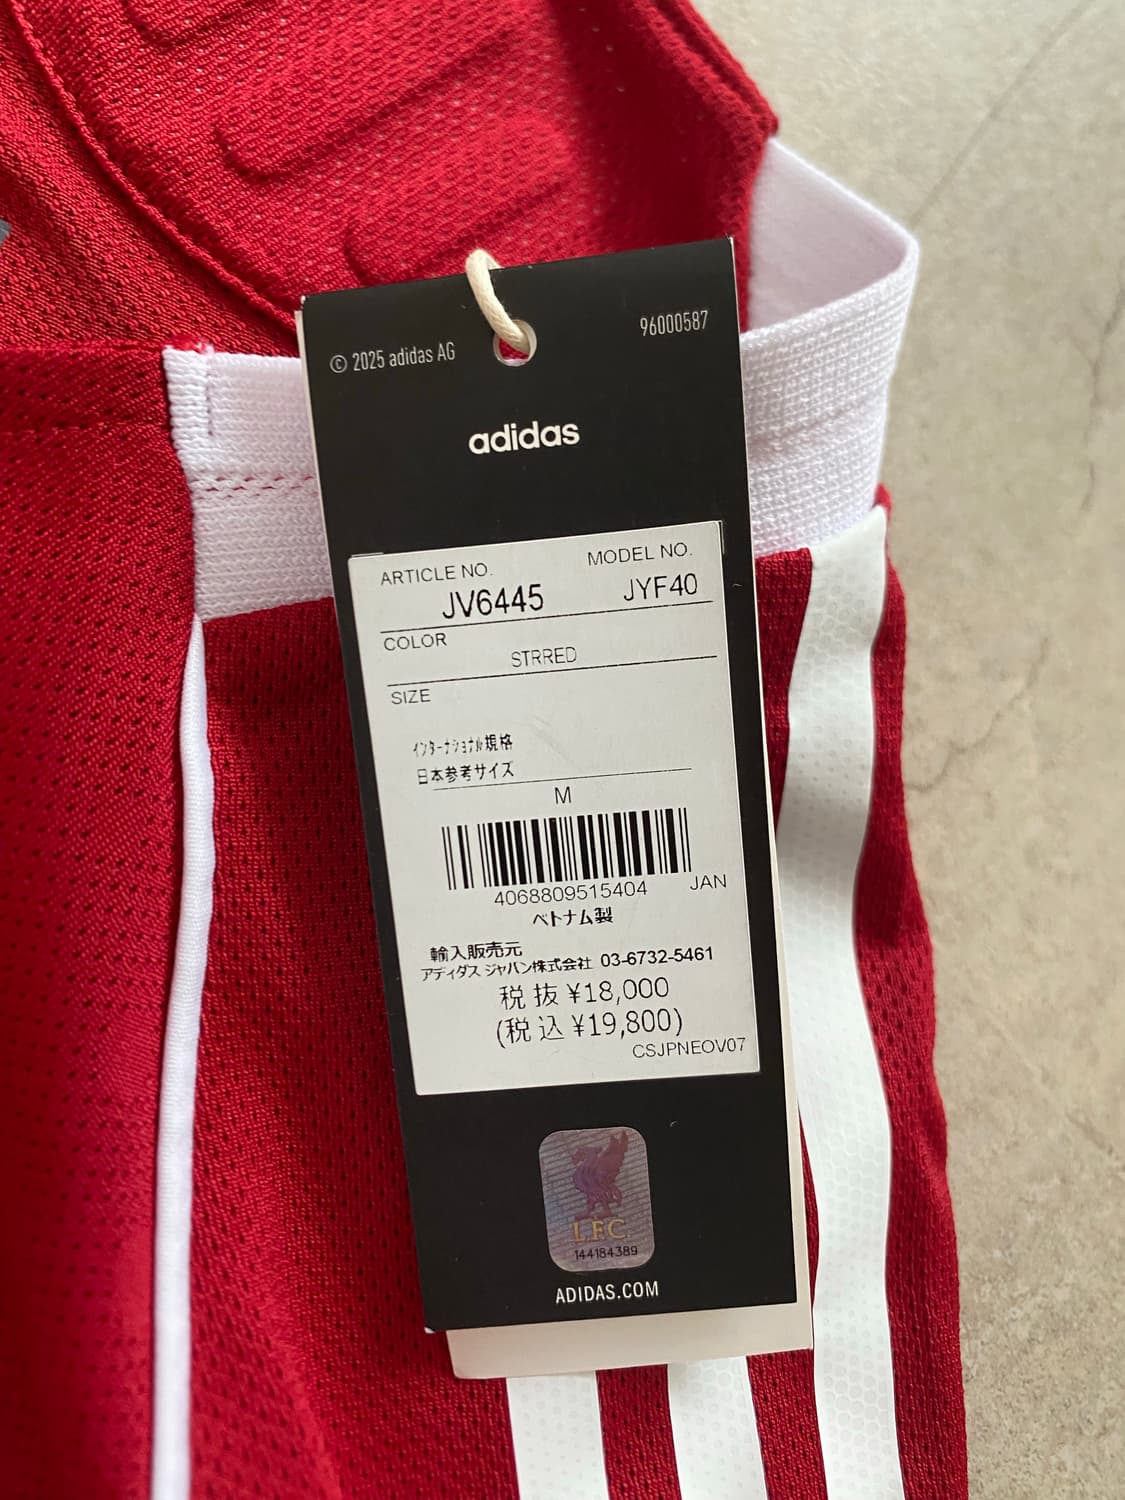 © 2025 adidas AG
96000587
adidas
ARTICLE NO. MODEL NO.
JV6445 JYF40
COLOR
STRRED
SIZE
インターナショナル規格
日本参考サイズ
M
4068809515404 JAN
ベトナム製
輸入販売元
アディダス ジャパン株式会社 03-6732-5461
税抜 ¥18,000
(税込 ¥19,800)
CSJPNEOV07
L.F.C.
144184389
ADIDAS.COM